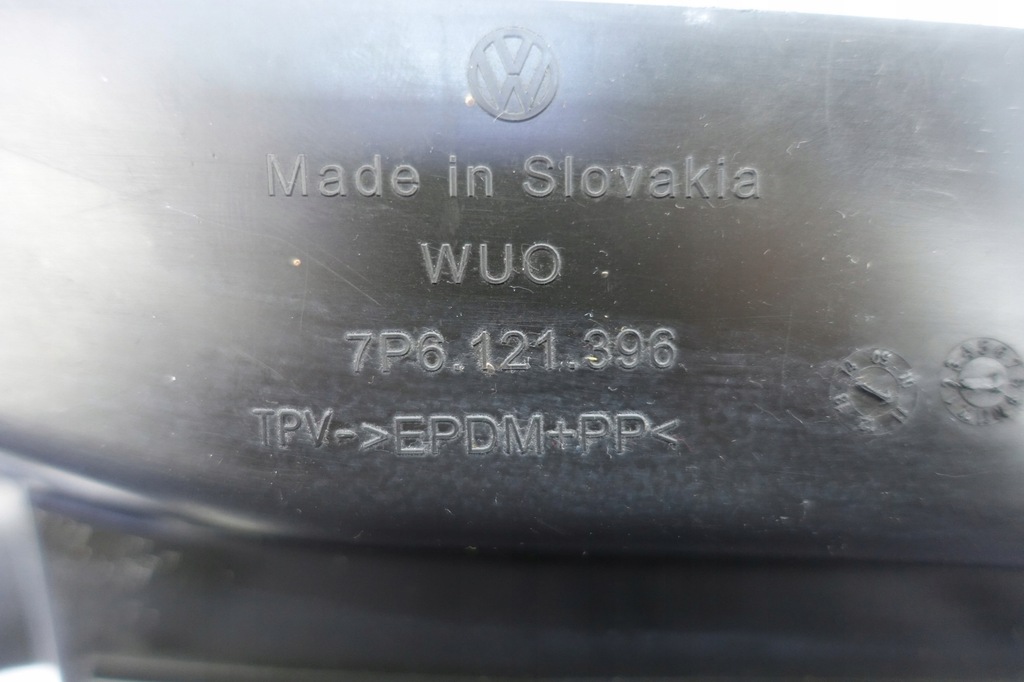 Made in Slovakia
WUO
7P6.121.396
TPV->EPDM+PP<